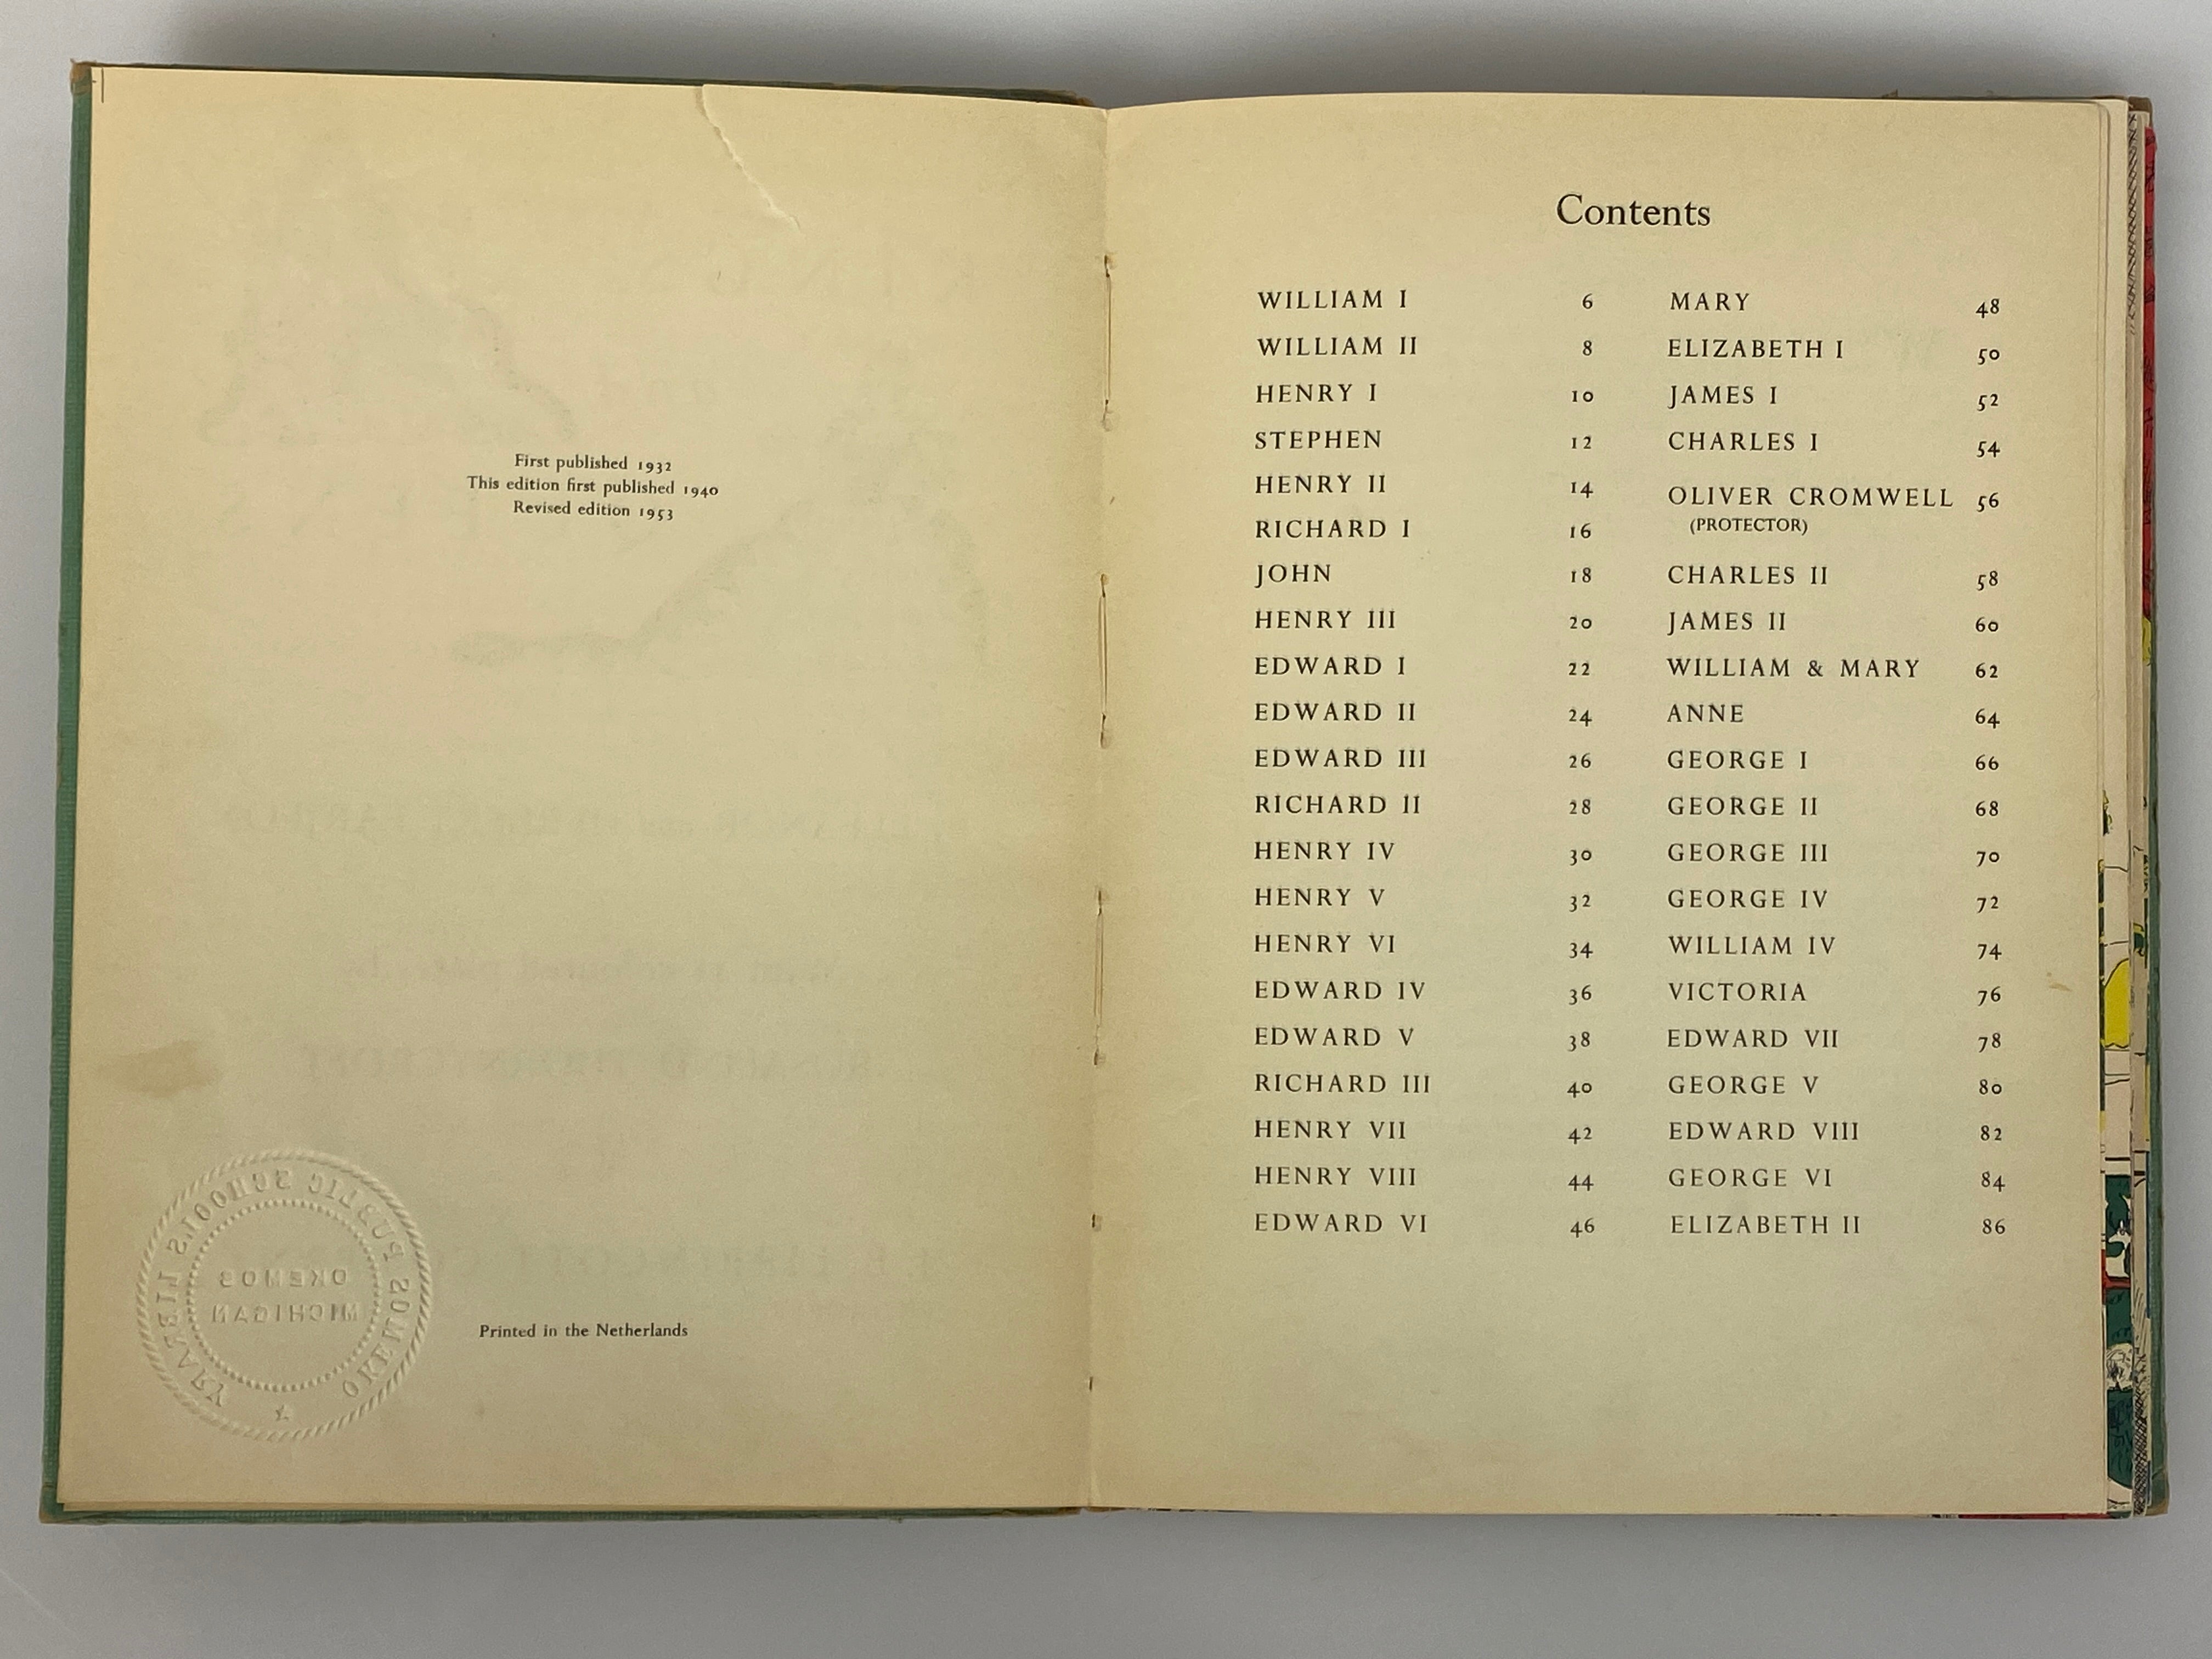 First published 1932
This edition first published 1940
Revised edition 1953
OKEMOS PUBLIC SCHOOLS LIBRARY
OKEMOS
MICHIGAN
Printed in the Netherlands
Contents
WILLIAM I 6
WILLIAM II 8
HENRY I 10
STEPHEN 12
HENRY II 14
RICHARD I 16
JOHN 18
HENRY III 20
EDWARD I 22
EDWARD II 24
EDWARD III 26
RICHARD II 28
HENRY IV 30
HENRY V 32
HENRY VI 34
EDWARD IV 36
EDWARD V 38
RICHARD III 40
HENRY VII 42
HENRY VIII 44
EDWARD VI 46
MARY 48
ELIZABETH I 50
JAMES I 52
CHARLES I 54
OLIVER CROMWELL 56
(PROTECTOR)
CHARLES II 58
JAMES II 60
WILLIAM & MARY 62
ANNE 64
GEORGE I 66
GEORGE II 68
GEORGE III 70
GEORGE IV 72
WILLIAM IV 74
VICTORIA 76
EDWARD VII 78
GEORGE V 80
EDWARD VIII 82
GEORGE VI 84
ELIZABETH II 86